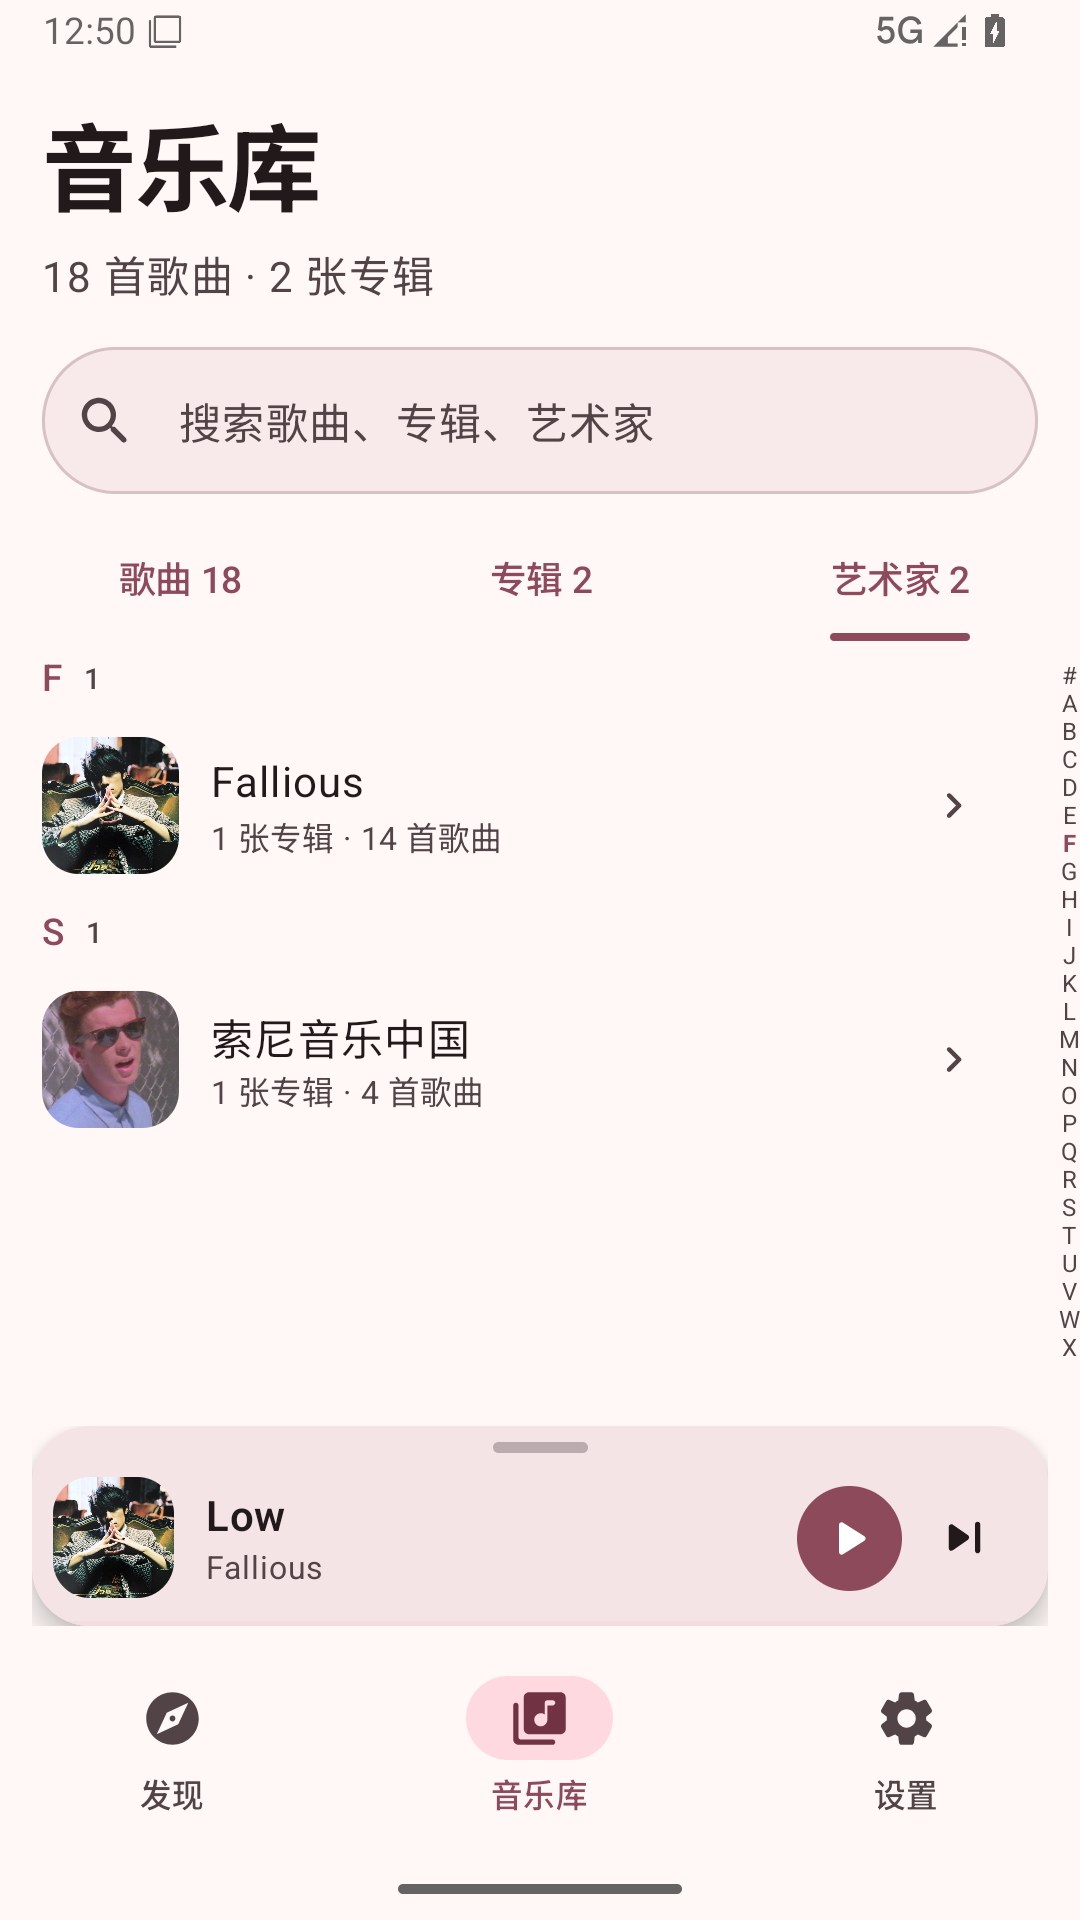 12:50
5G
音乐库
18 首歌曲 · 2 张专辑
搜索歌曲、专辑、艺术家
歌曲 18
专辑 2
艺术家 2
F 1
Fallious
1 张专辑 · 14 首歌曲
S 1
索尼音乐中国
1 张专辑 · 4 首歌曲
#
A
B
C
D
E
F
G
H
I
J
K
L
M
N
O
P
Q
R
S
T
U
V
W
X
Low
Fallious
发现
音乐库
设置